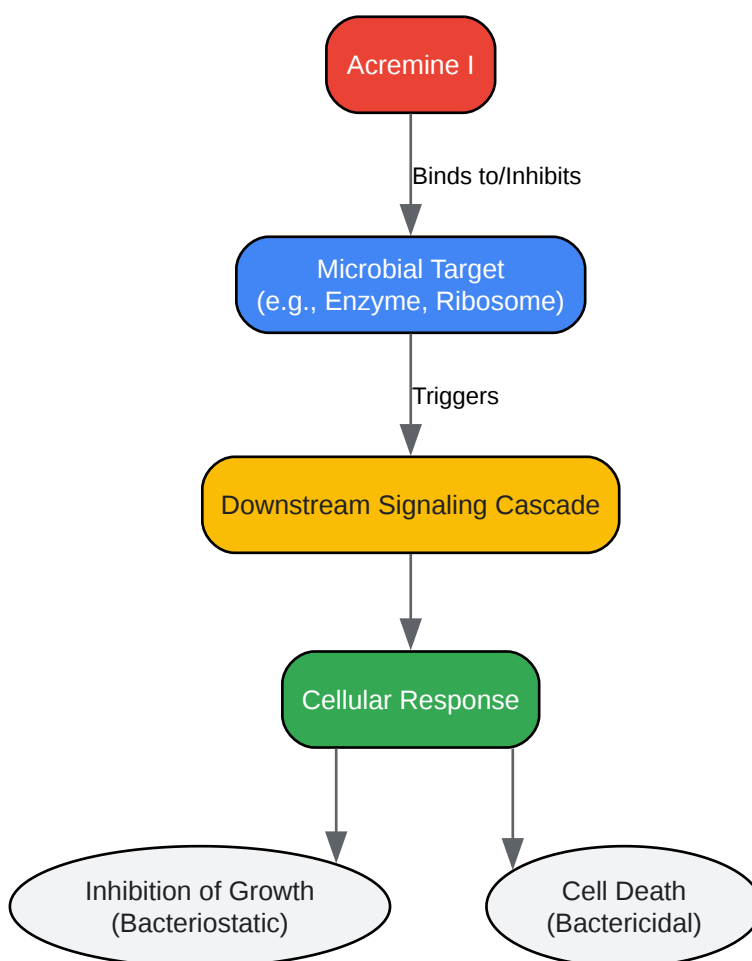 Acremine I
Binds to/Inhibits
Microbial Target
(e.g., Enzyme, Ribosome)
Triggers
Downstream Signaling Cascade
Cellular Response
Inhibition of Growth
(Bacteriostatic)
Cell Death
(Bactericidal)